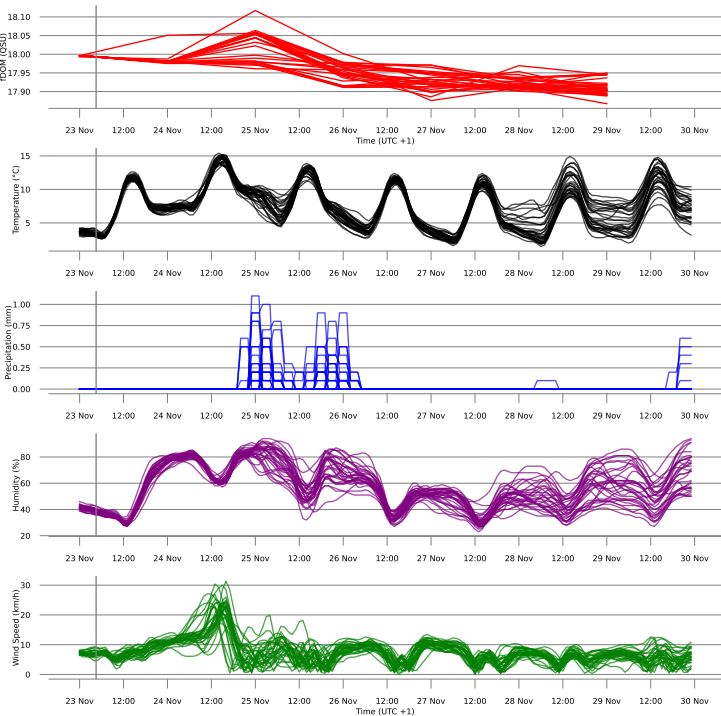 18.10
18.05
18.00
17.95
17.90
fDOM (QSU)
23 Nov 12:00 24 Nov 12:00 25 Nov 12:00 26 Nov 12:00 27 Nov 12:00 28 Nov 12:00 29 Nov 12:00 30 Nov
Time (UTC +1)
15
10
5
Temperature (°C)
23 Nov 12:00 24 Nov 12:00 25 Nov 12:00 26 Nov 12:00 27 Nov 12:00 28 Nov 12:00 29 Nov 12:00 30 Nov
1.00
0.75
0.50
0.25
0.00
Precipitation (mm)
23 Nov 12:00 24 Nov 12:00 25 Nov 12:00 26 Nov 12:00 27 Nov 12:00 28 Nov 12:00 29 Nov 12:00 30 Nov
80
60
40
20
Humidity (%)
23 Nov 12:00 24 Nov 12:00 25 Nov 12:00 26 Nov 12:00 27 Nov 12:00 28 Nov 12:00 29 Nov 12:00 30 Nov
30
20
10
0
Wind Speed (km/h)
23 Nov 12:00 24 Nov 12:00 25 Nov 12:00 26 Nov 12:00 27 Nov 12:00 28 Nov 12:00 29 Nov 12:00 30 Nov
Time (UTC +1)